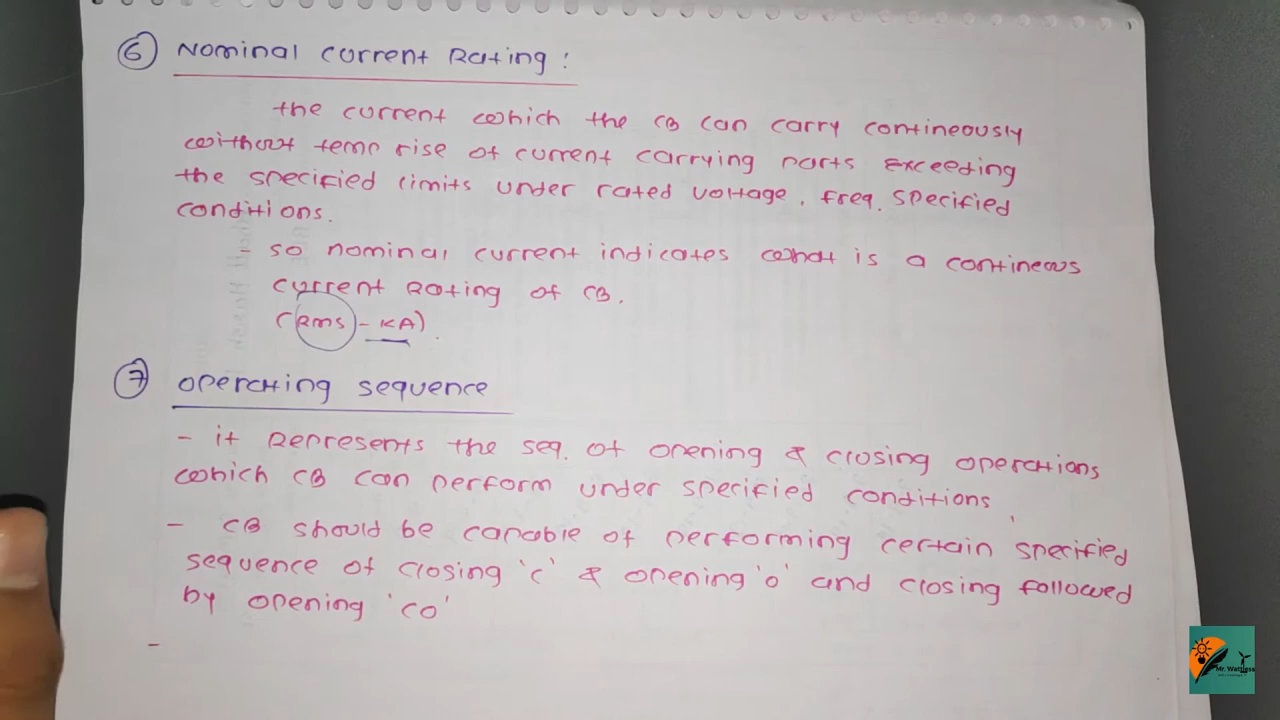 6 Nominal Current Rating :
the current which the CB can carry contineously
without temp rise of current carrying parts exceeting
the specified limits under rated voltage, freq. specified
conditions.
- so nominal current indicates what is a contineous
current Rating of CB.
(RMS - KA).
7 operating sequence
- it Represents the seq. of opening & closing operations
which CB can perform under specified conditions,
- CB should be capable of performing certain specified
sequence of closing 'c' & opening 'o' and closing followed
by opening 'co'
-
Mr. Wattless